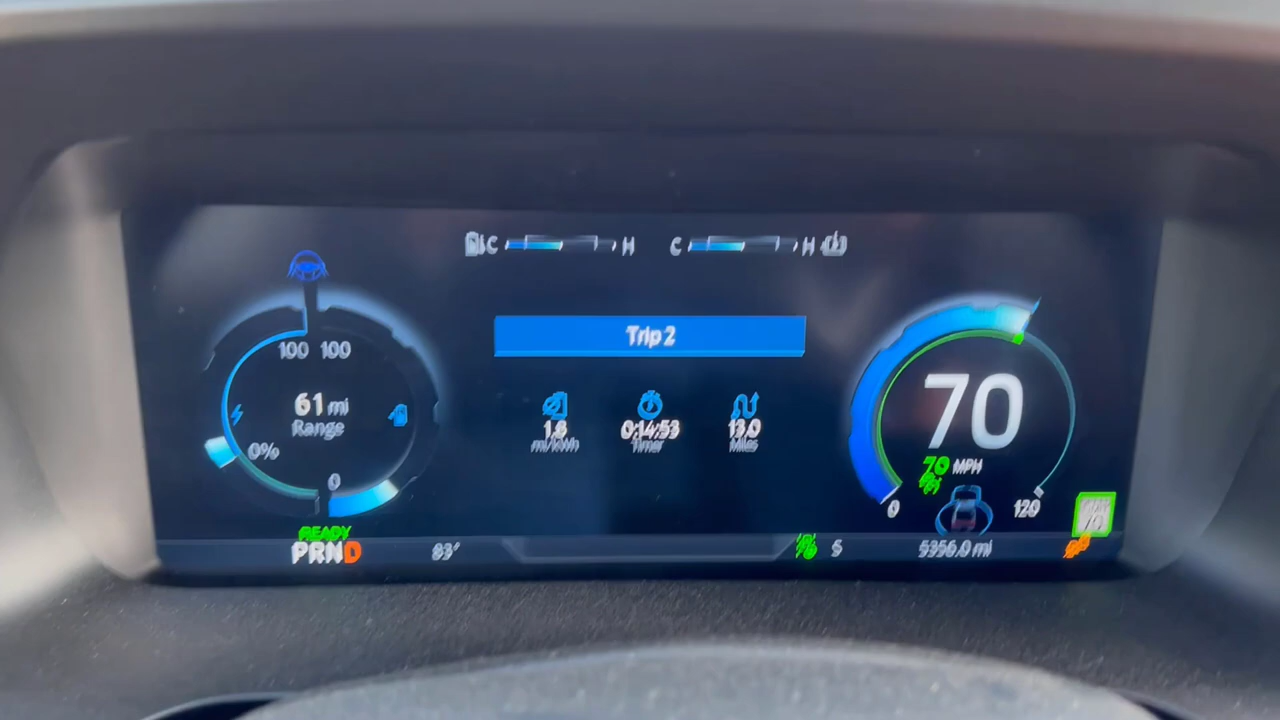 C H C H
Trip 2
100 100
61 mi
Range
0%
0
1.8
mi/kWh
0:14:53
Timer
13.0
Miles
70
70 MPH
0 120
READY
PRND
83°
S
5356.0 mi